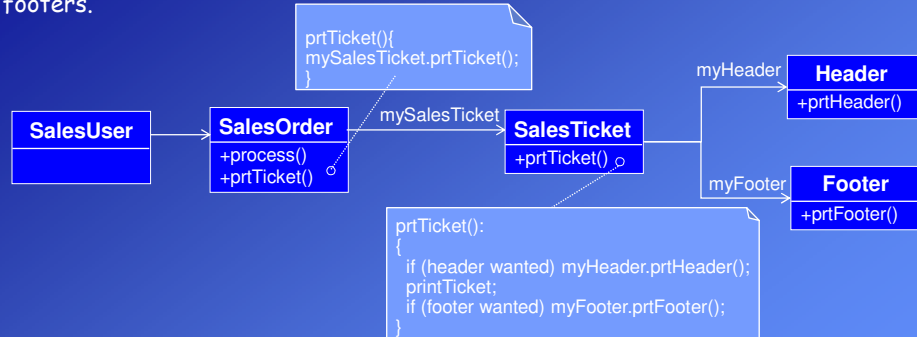 footers.
prtTicket(){
mySalesTicket.prtTicket();
}
SalesUser
SalesOrder
+process()
+prtTicket()
mySalesTicket
SalesTicket
+prtTicket()
myHeader
Header
+prtHeader()
myFooter
Footer
+prtFooter()
prtTicket():
{
if (header wanted) myHeader.prtHeader();
printTicket;
if (footer wanted) myFooter.prtFooter();
}